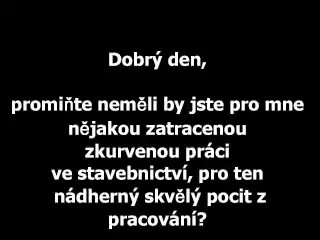 Dobrý den,
promiňte neměli by jste pro mne
nějakou zatracenou
zkurvenou práci
ve stavebnictví, pro ten
nádherný skvělý pocit z
pracování?